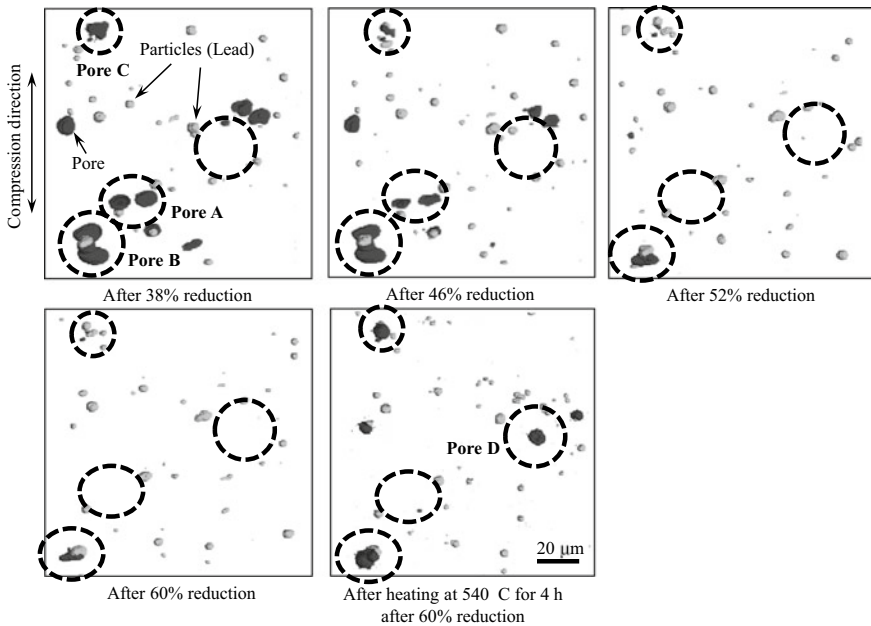 Compression direction
Pore C
Particles (Lead)
Pore
Pore A
Pore B
After 38% reduction
After 46% reduction
After 52% reduction
After 60% reduction
Pore D
20 µm
After heating at 540 C for 4 h
after 60% reduction